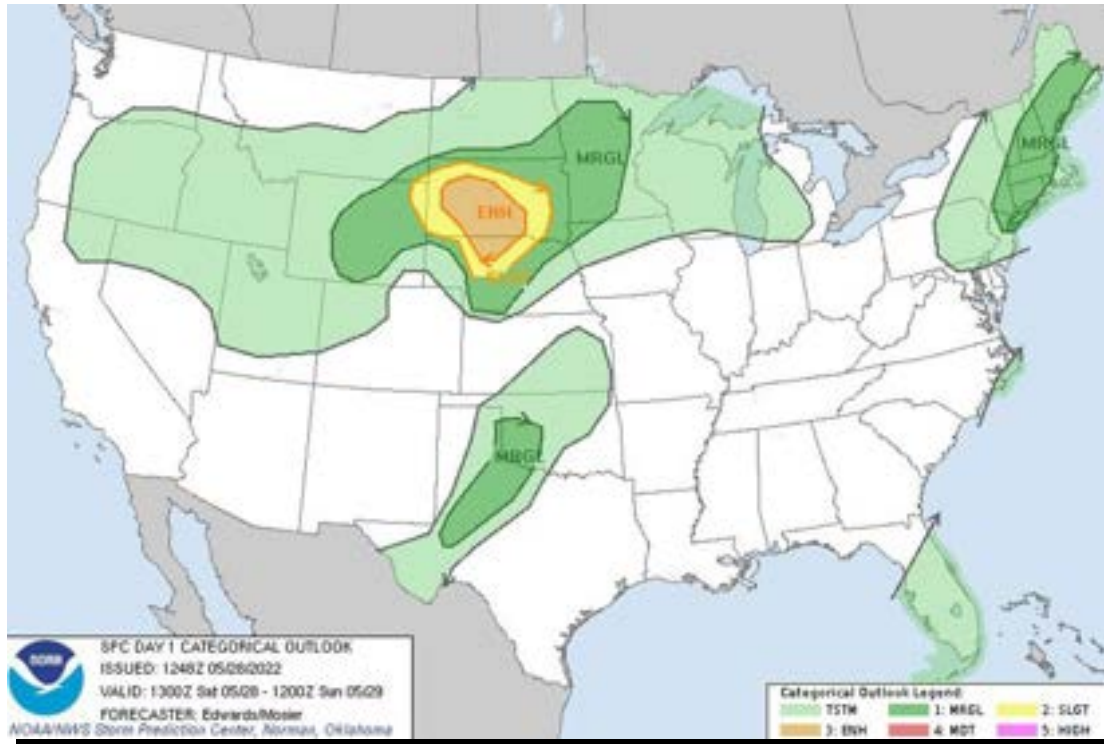 MRGL
MRGL
ENH
MRGL
SPC DAY 1 CATEGORICAL OUTLOOK
ISSUED: 1248Z 05/28/2022
VALID: 1300Z Sat 05/28 - 1200Z Sun 05/29
FORECASTER: Edwards/Mosier
NOAA/NWS Storm Prediction Center, Norman, Oklahoma
NOAA
Categorical Outlook Legend:
TSTM 1: MRGL 2: SLGT
3: ENH 4: MDT 5: HIGH